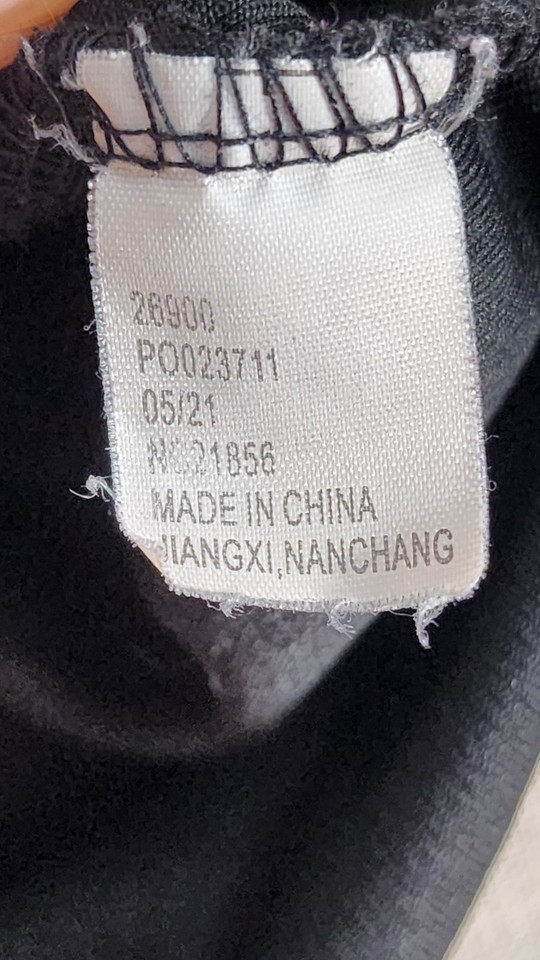 26900
PO023711
05/21
MADE IN CHINA
JIANGXI,NANCHANG